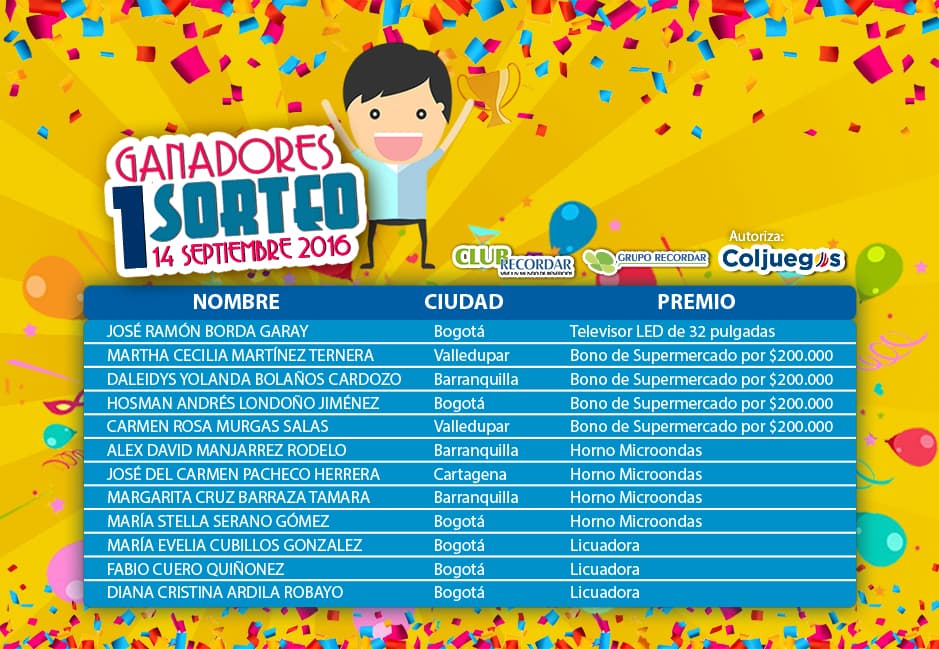 GANADORES
1 SORTEO
14 SEPTIEMBRE 2016
CLUB RECORDAR
GRUPO RECORDAR
Autoriza:
Coljuegos
NOMBRE CIUDAD PREMIO
JOSÉ RAMÓN BORDA GARAY Bogotá Televisor LED de 32 pulgadas
MARTHA CECILIA MARTÍNEZ TERNERA Valledupar Bono de Supermercado por $200.000
DALEIDYS YOLANDA BOLAÑOS CARDOZO Barranquilla Bono de Supermercado por $200.000
HOSMAN ANDRÉS LONDOÑO JIMÉNEZ Bogotá Bono de Supermercado por $200.000
CARMEN ROSA MURGAS SALAS Valledupar Bono de Supermercado por $200.000
ALEX DAVID MANJARREZ RODELO Barranquilla Horno Microondas
JOSÉ DEL CARMEN PACHECO HERRERA Cartagena Horno Microondas
MARGARITA CRUZ BARRAZA TAMARA Barranquilla Horno Microondas
MARÍA STELLA SERANO GÓMEZ Bogotá Horno Microondas
MARÍA EVELIA CUBILLOS GONZALEZ Bogotá Licuadora
FABIO CUERO QUIÑONEZ Bogotá Licuadora
DIANA CRISTINA ARDILA ROBAYO Bogotá Licuadora